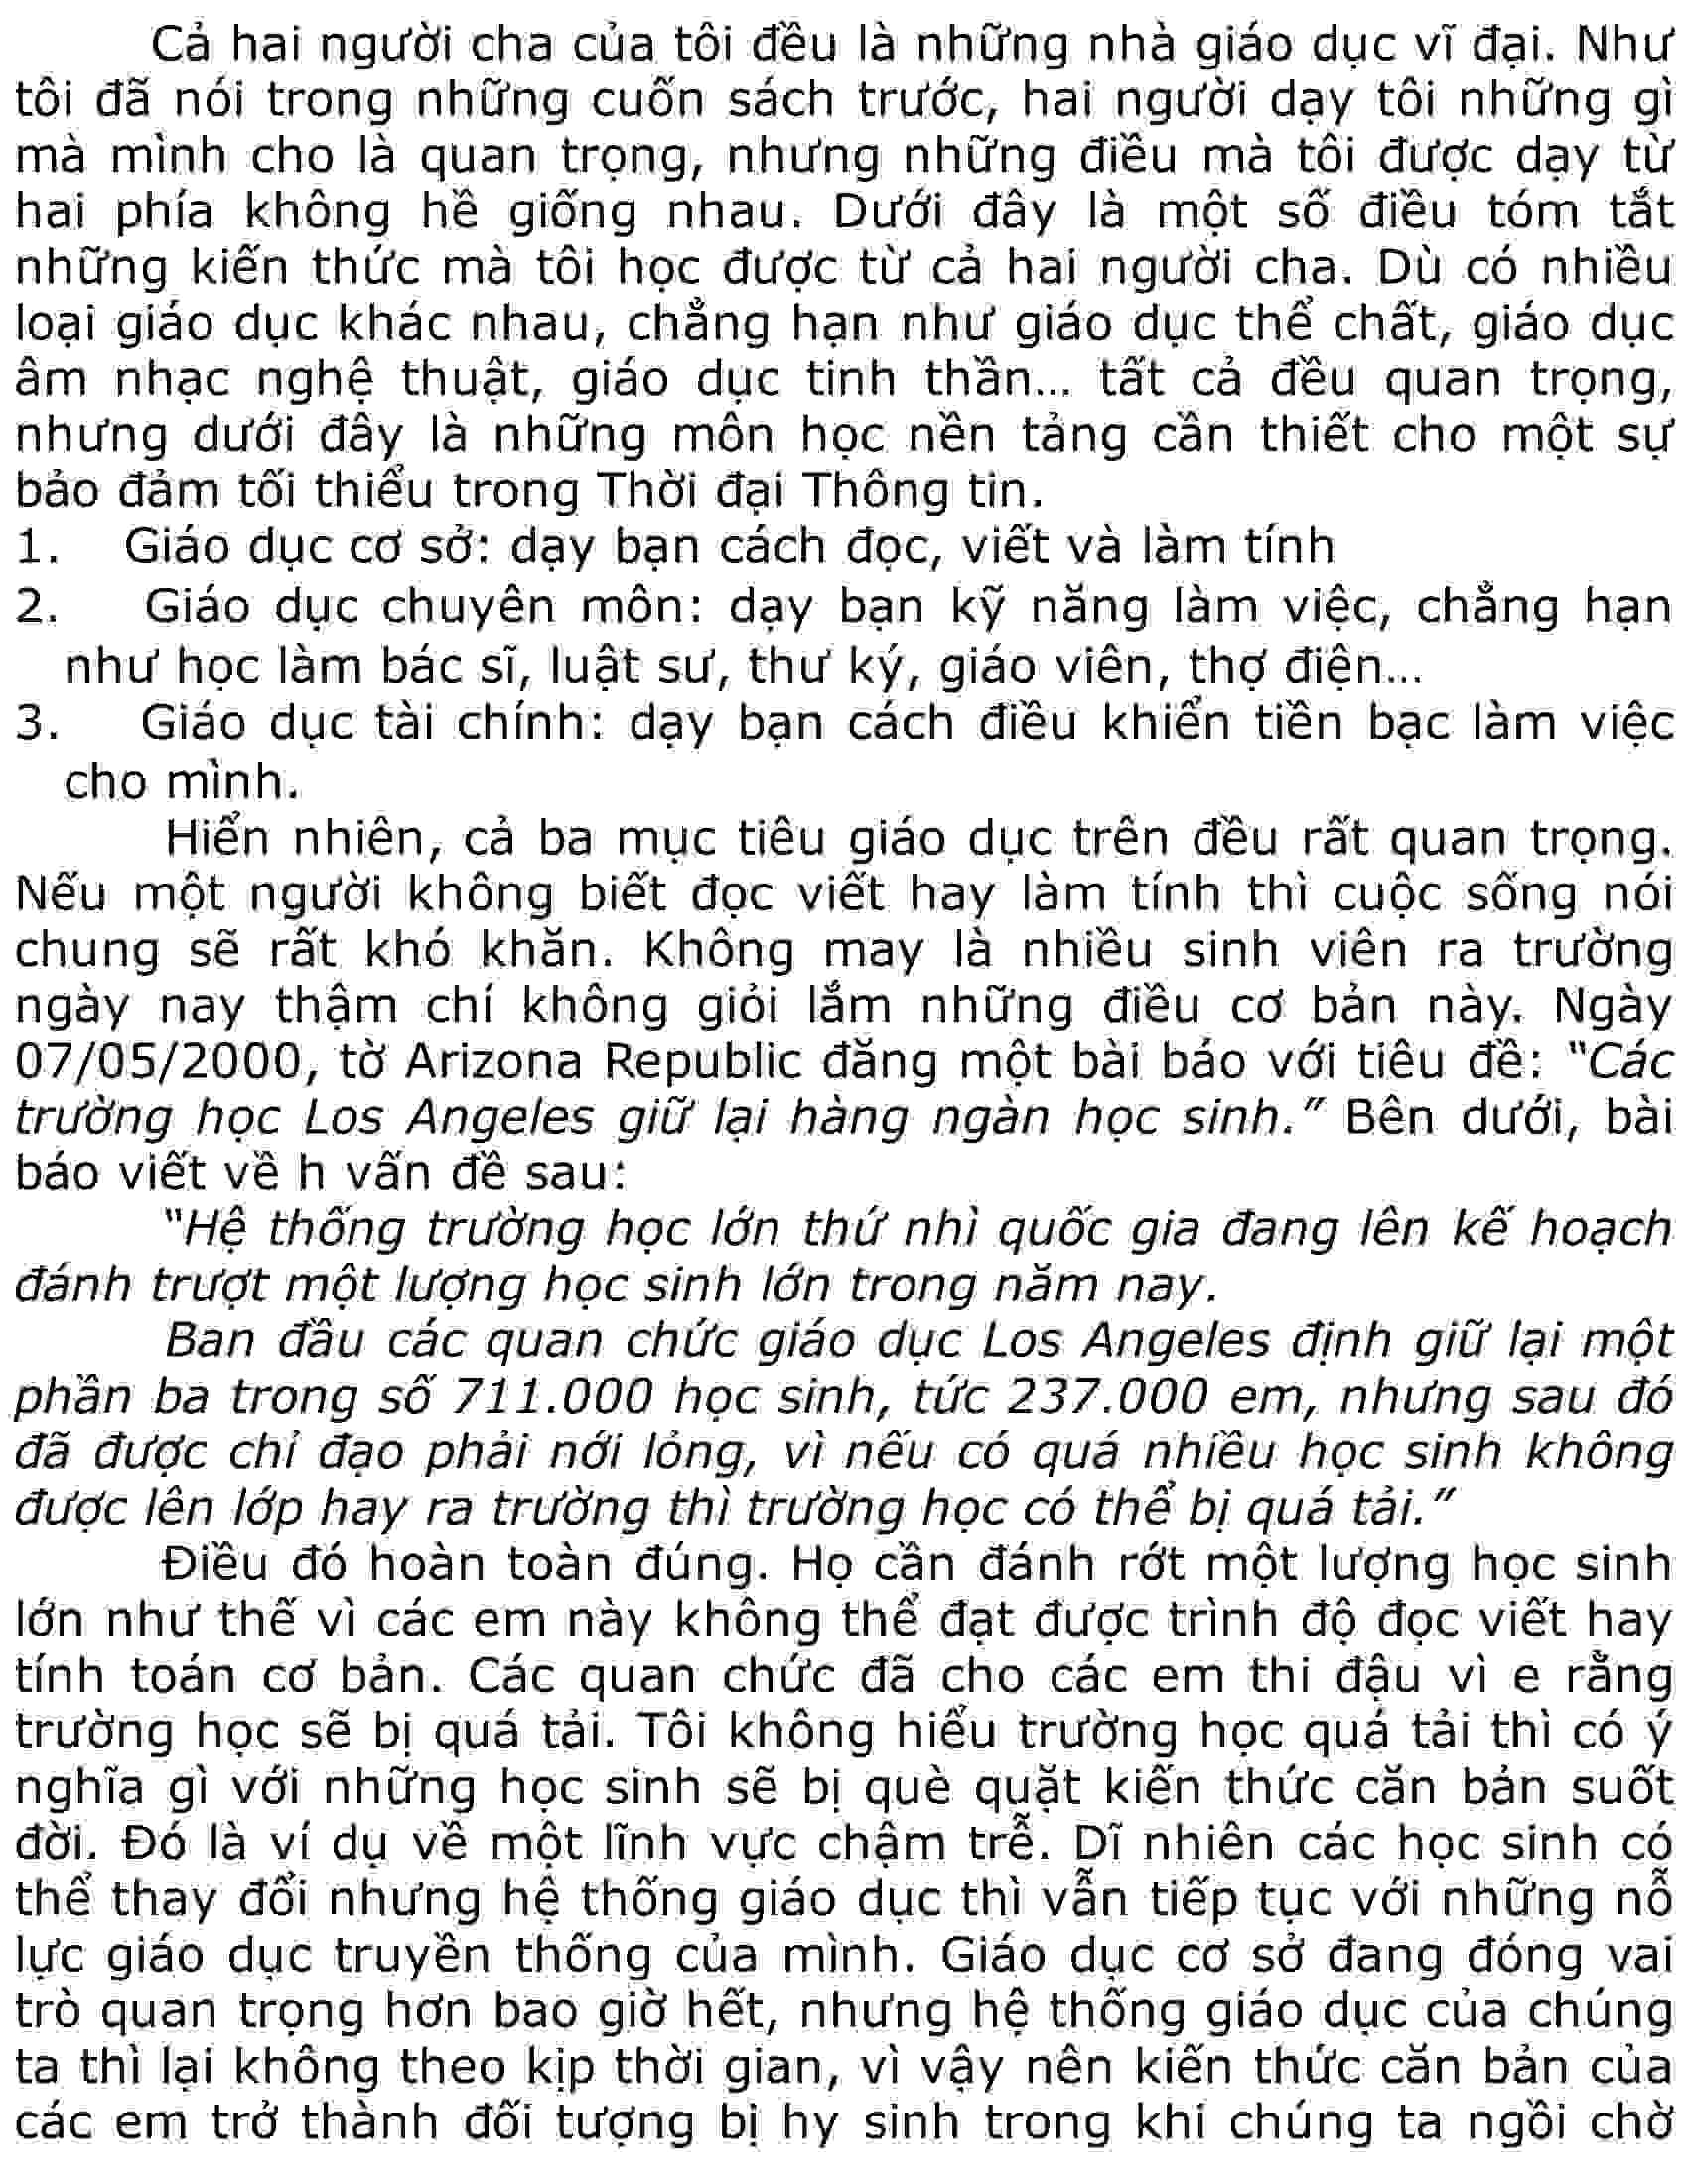 Cả hai người cha của tôi đều là những nhà giáo dục vĩ đại. Như
tôi đã nói trong những cuốn sách trước, hai người dạy tôi những gì
mà mình cho là quan trọng, nhưng những điều mà tôi được dạy từ
hai phía không hề giống nhau. Dưới đây là một số điều tóm tắt
những kiến thức mà tôi học được từ cả hai người cha. Dù có nhiều
loại giáo dục khác nhau, chẳng hạn như giáo dục thể chất, giáo dục
âm nhạc nghệ thuật, giáo dục tinh thần... tất cả đều quan trọng,
nhưng dưới đây là những môn học nền tảng cần thiết cho một sự
bảo đảm tối thiểu trong Thời đại Thông tin.
1. Giáo dục cơ sở: dạy bạn cách đọc, viết và làm tính
2. Giáo dục chuyên môn: dạy bạn kỹ năng làm việc, chẳng hạn
như học làm bác sĩ, luật sư, thư ký, giáo viên, thợ điện...
3. Giáo dục tài chính: dạy bạn cách điều khiển tiền bạc làm việc
cho mình.
Hiển nhiên, cả ba mục tiêu giáo dục trên đều rất quan trọng.
Nếu một người không biết đọc viết hay làm tính thì cuộc sống nói
chung sẽ rất khó khăn. Không may là nhiều sinh viên ra trường
ngày nay thậm chí không giỏi lắm những điều cơ bản này. Ngày
07/05/2000, tờ Arizona Republic đăng một bài báo với tiêu đề: "Các
trường học Los Angeles giữ lại hàng ngàn học sinh." Bên dưới, bài
báo viết về h vấn đề sau:
"Hệ thống trường học lớn thứ nhì quốc gia đang lên kế hoạch
đánh trượt một lượng học sinh lớn trong năm nay.
Ban đầu các quan chức giáo dục Los Angeles định giữ lại một
phần ba trong số 711.000 học sinh, tức 237.000 em, nhưng sau đó
đã được chỉ đạo phải nới lỏng, vì nếu có quá nhiều học sinh không
được lên lớp hay ra trường thì trường học có thể bị quá tải."
Điều đó hoàn toàn đúng. Họ cần đánh rớt một lượng học sinh
lớn như thế vì các em này không thể đạt được trình độ đọc viết hay
tính toán cơ bản. Các quan chức đã cho các em thi đậu vì e rằng
trường học sẽ bị quá tải. Tôi không hiểu trường học quá tải thì có ý
nghĩa gì với những học sinh sẽ bị què quặt kiến thức căn bản suốt
đời. Đó là ví dụ về một lĩnh vực chậm trễ. Dĩ nhiên các học sinh có
thể thay đổi nhưng hệ thống giáo dục thì vẫn tiếp tục với những nỗ
lực giáo dục truyền thống của mình. Giáo dục cơ sở đang đóng vai
trò quan trọng hơn bao giờ hết, nhưng hệ thống giáo dục của chúng
ta thì lại không theo kịp thời gian, vì vậy nên kiến thức căn bản của
các em trở thành đối tượng bị hy sinh trong khi chúng ta ngồi chờ